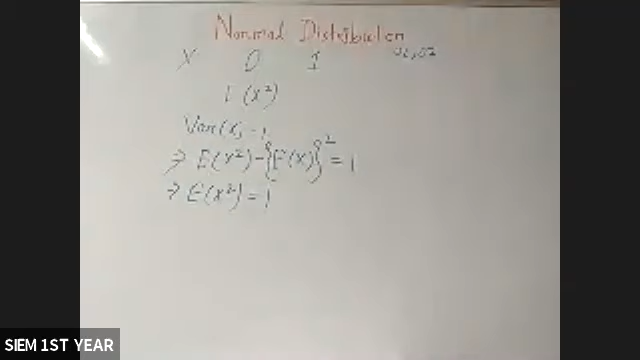 Normal Distribution
X 0 1
E(x²)
Var(x) = 1
⇒ E(x²) - {E(x)}² = 1
⇒ E(x²) = 1
SIEM 1ST YEAR